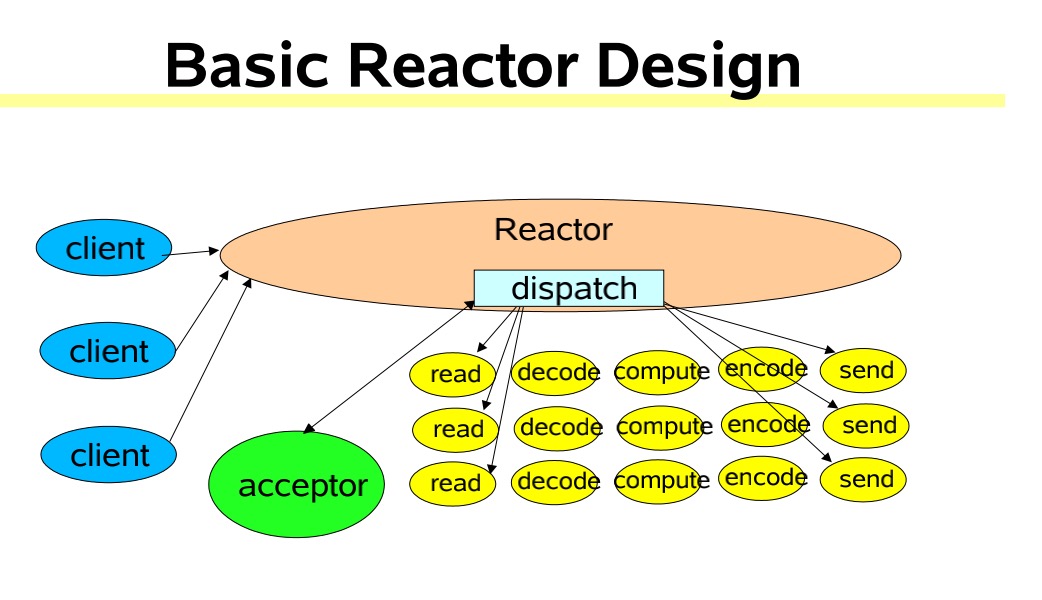 Basic Reactor Design
Reactor
client
dispatch
client
read decode compute encode send
read decode compute encode send
client
acceptor
read decode compute encode send